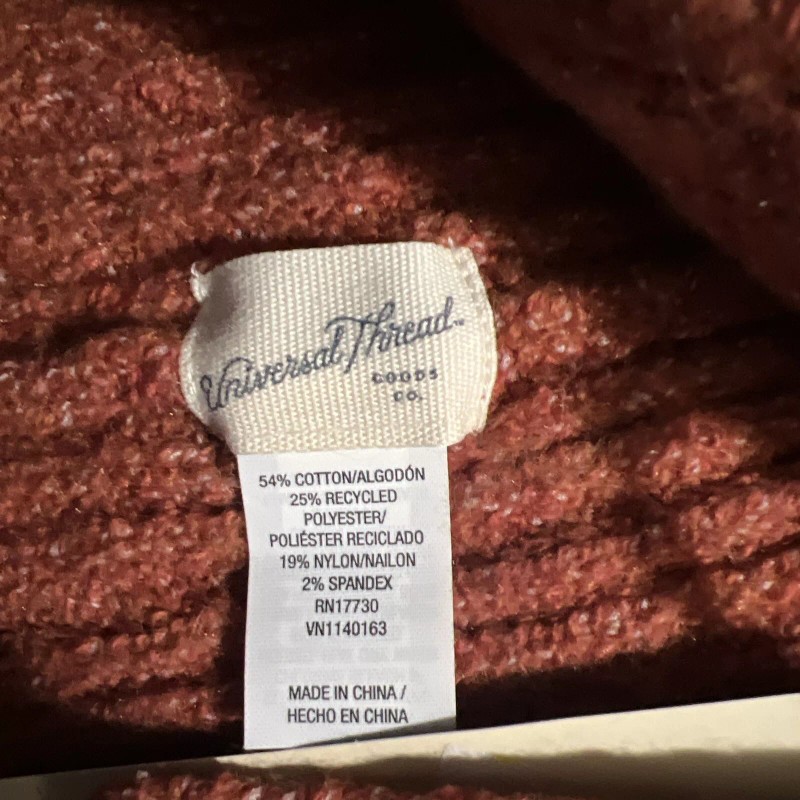 Universal Thread™
GOODS
CO.
54% COTTON/ALGODÓN
25% RECYCLED
POLYESTER/
POLIÉSTER RECICLADO
19% NYLON/NAILON
2% SPANDEX
RN17730
VN1140163
MADE IN CHINA /
HECHO EN CHINA